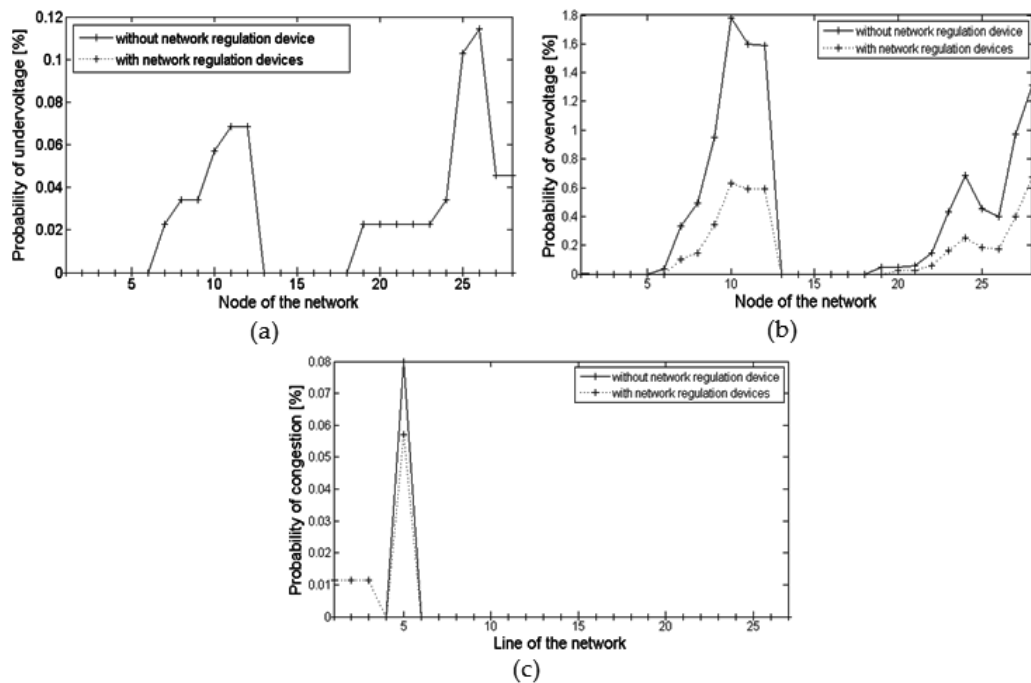 0.12
0.1
0.08
0.06
0.04
0.02
0
Probability of undervoltage [%]
without network regulation device
with network regulation devices
5
10
15
20
25
Node of the network
(a)
1.8
1.6
1.4
1.2
1
0.8
0.6
0.4
0.2
0
Probability of overvoltage [%]
without network regulation device
with network regulation devices
5
10
15
20
25
Node of the network
(b)
0.08
0.07
0.06
0.05
0.04
0.03
0.02
0.01
0
Probability of congestion [%]
without network regulation device
with network regulation devices
5
10
15
20
25
Line of the network
(c)